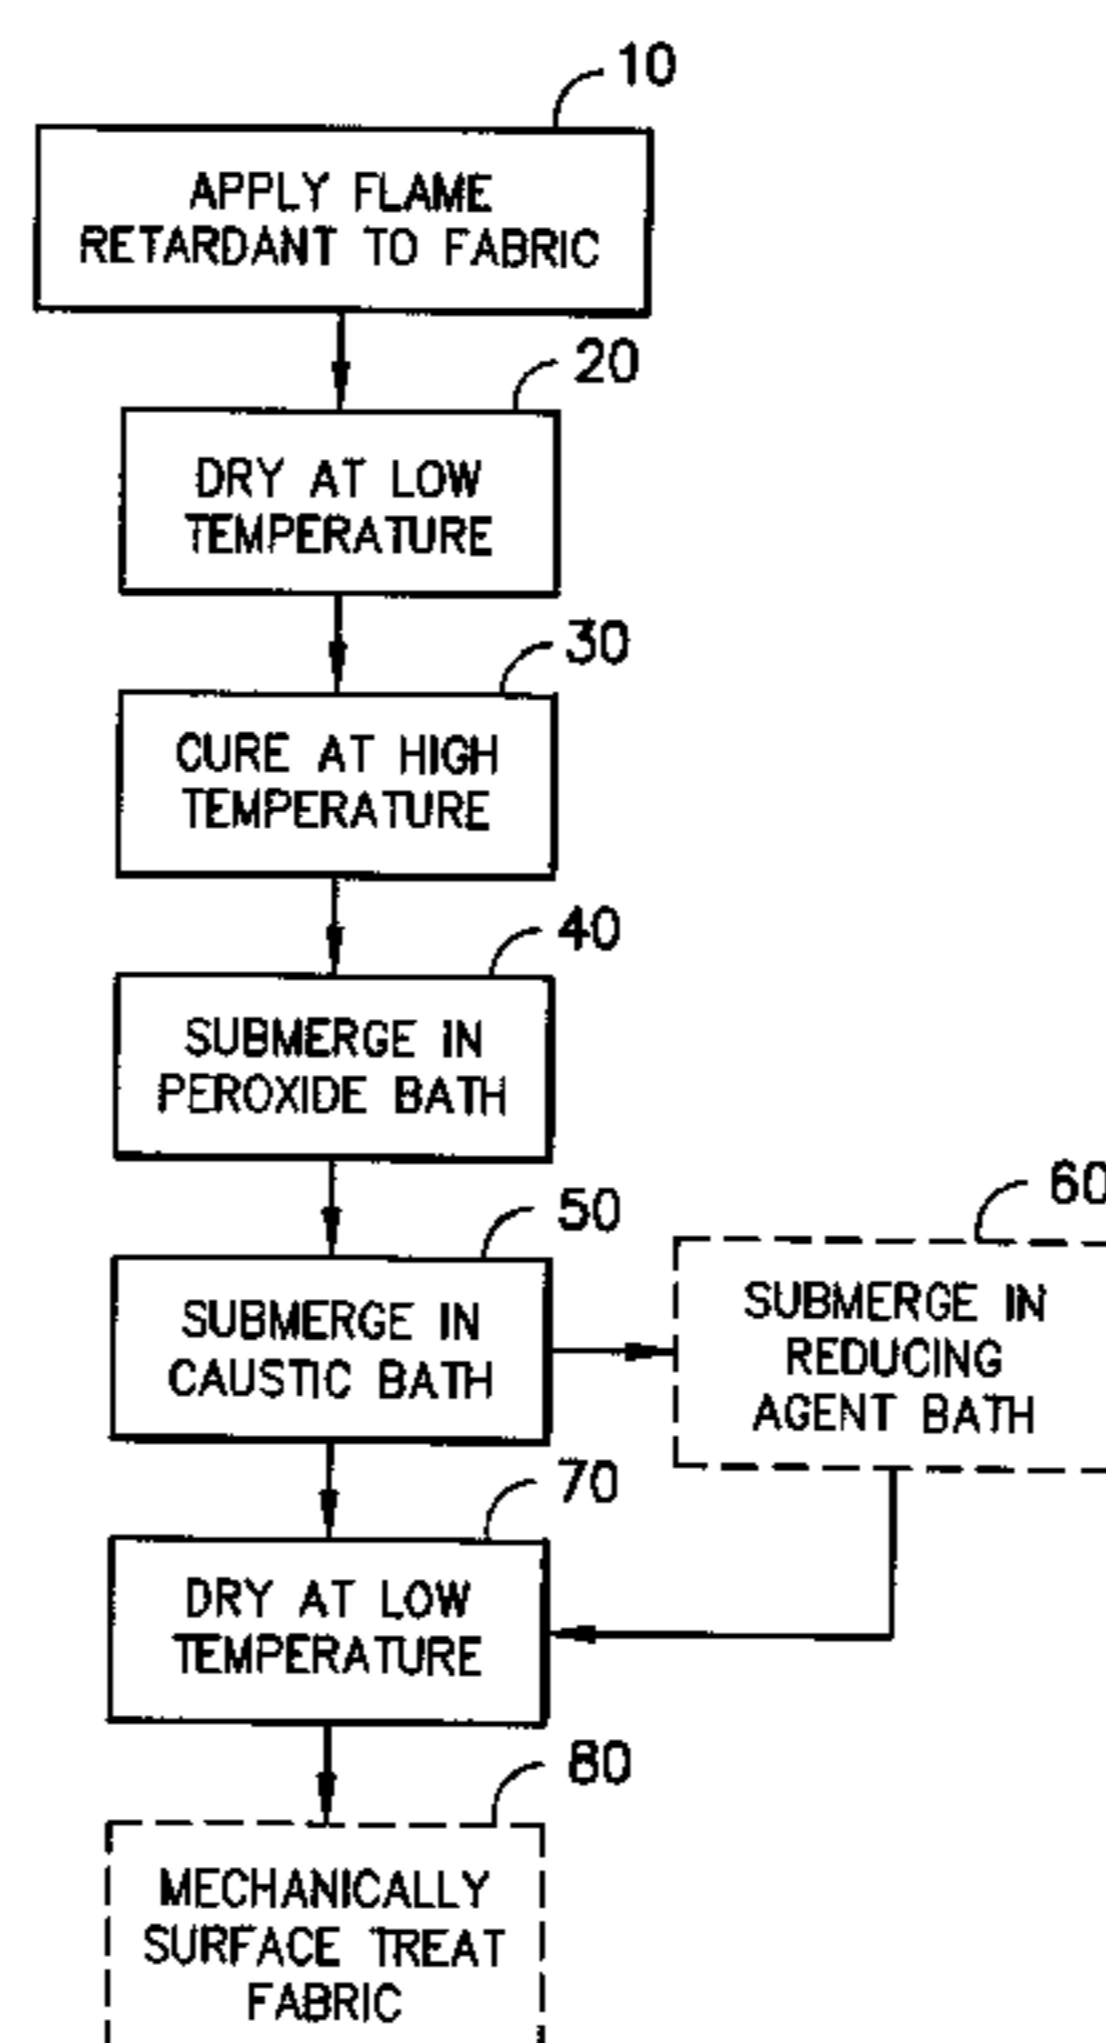 10
APPLY FLAME
RETARDANT TO FABRIC
20
DRY AT LOW
TEMPERATURE
30
CURE AT HIGH
TEMPERATURE
40
SUBMERGE IN
PEROXIDE BATH
50
SUBMERGE IN
CAUSTIC BATH
60
SUBMERGE IN
REDUCING
AGENT BATH
70
DRY AT LOW
TEMPERATURE
80
MECHANICALLY
SURFACE TREAT
FABRIC